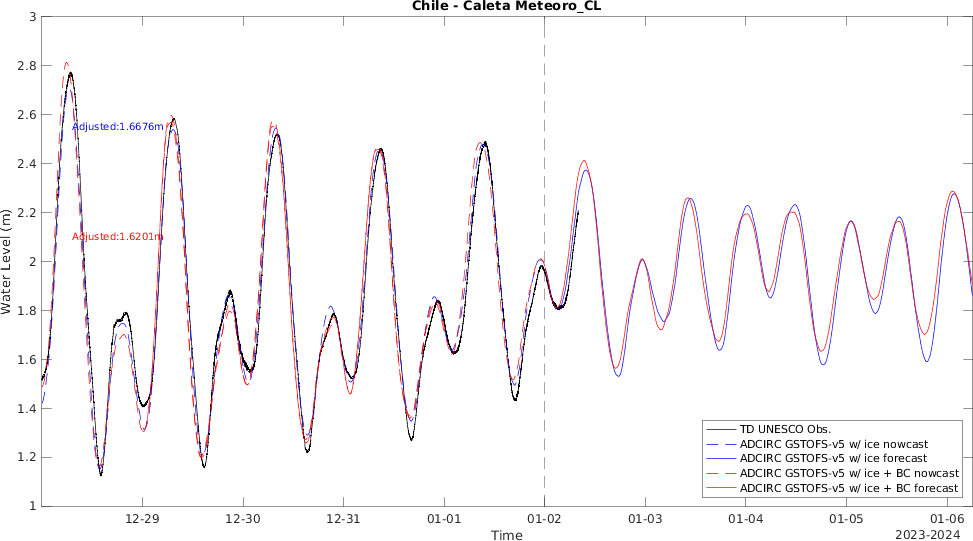 Chile - Caleta Meteoro_CL
3
2.8
2.6
2.4
2.2
2
1.8
1.6
1.4
1.2
1
Water Level (m)
Adjusted:1.6676m
Adjusted:1.6201m
TD UNESCO Obs.
ADCIRC GSTOFS-v5 w/ ice nowcast
ADCIRC GSTOFS-v5 w/ ice forecast
ADCIRC GSTOFS-v5 w/ ice + BC nowcast
ADCIRC GSTOFS-v5 w/ ice + BC forecast
12-29 12-30 12-31 01-01 01-02 01-03 01-04 01-05 01-06
Time
2023-2024